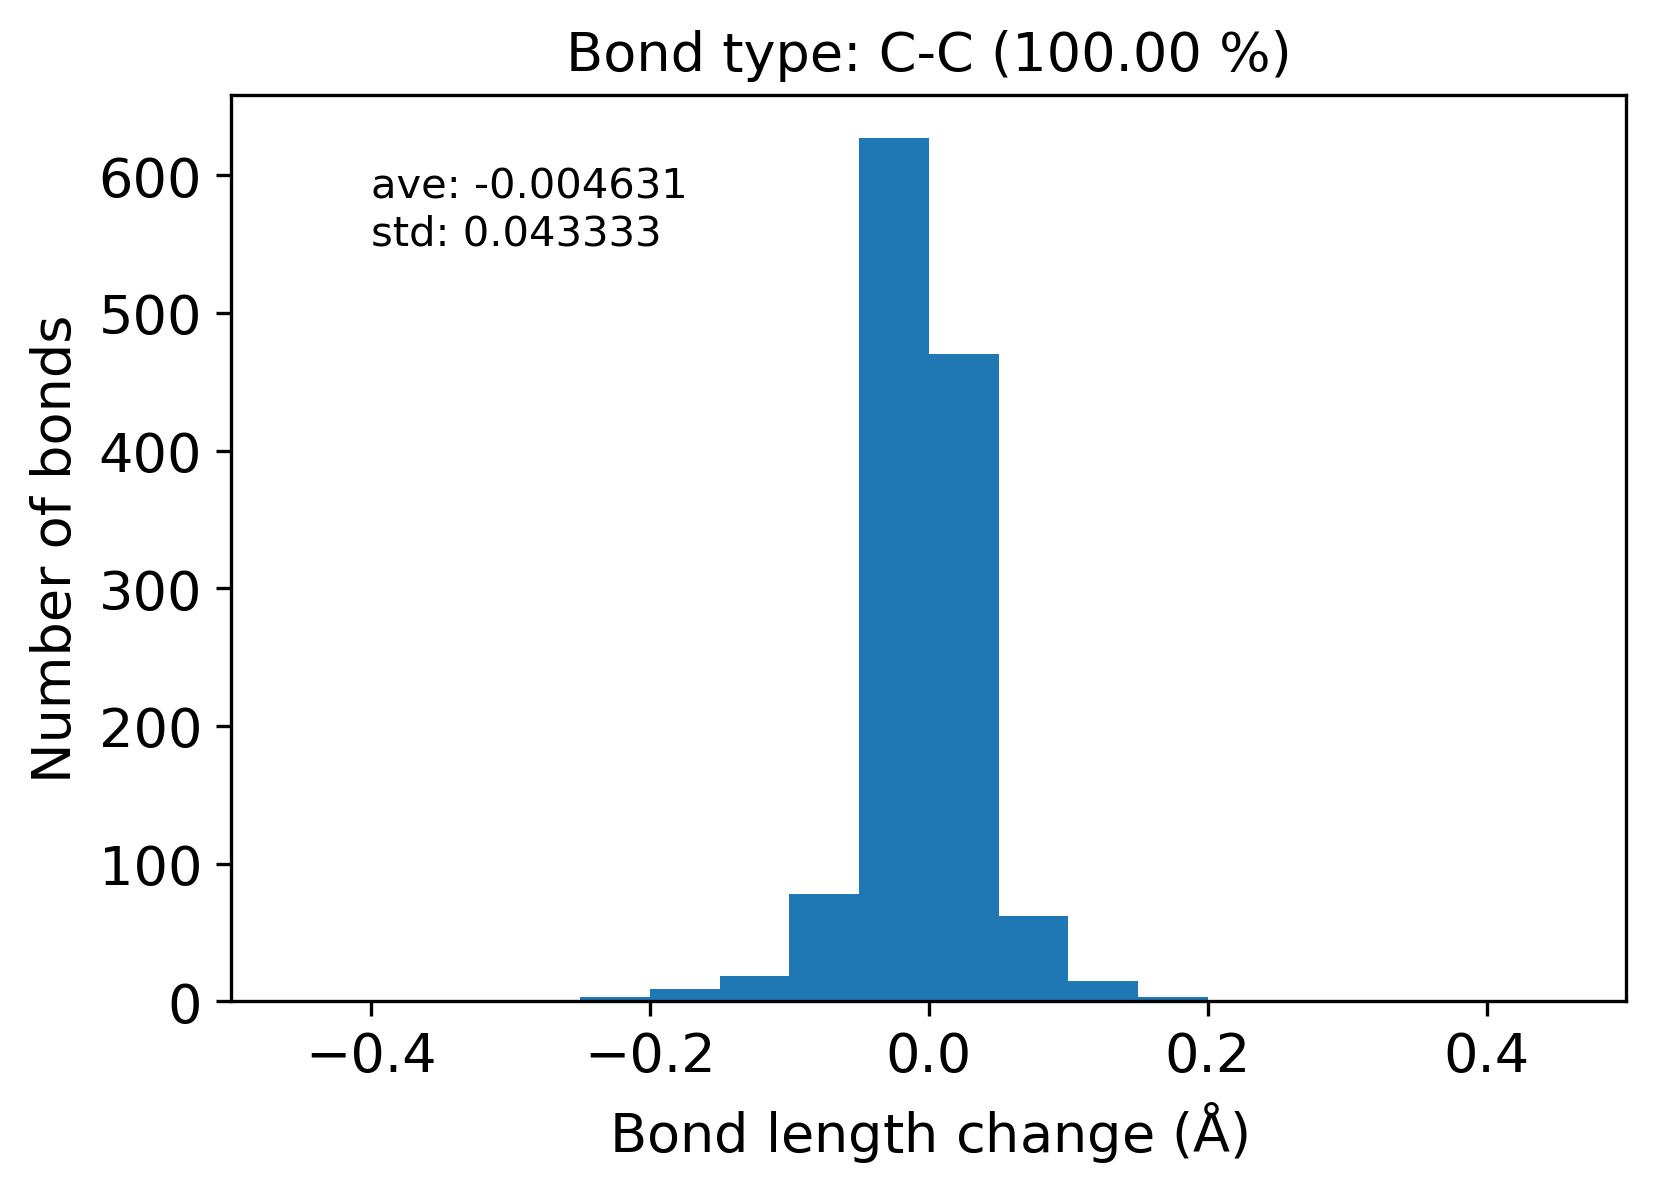 Bond type: C-C (100.00 %)
ave: -0.004631
std: 0.043333
Number of bonds
600
500
400
300
200
100
0
−0.4
−0.2
0.0
0.2
0.4
Bond length change (Å)